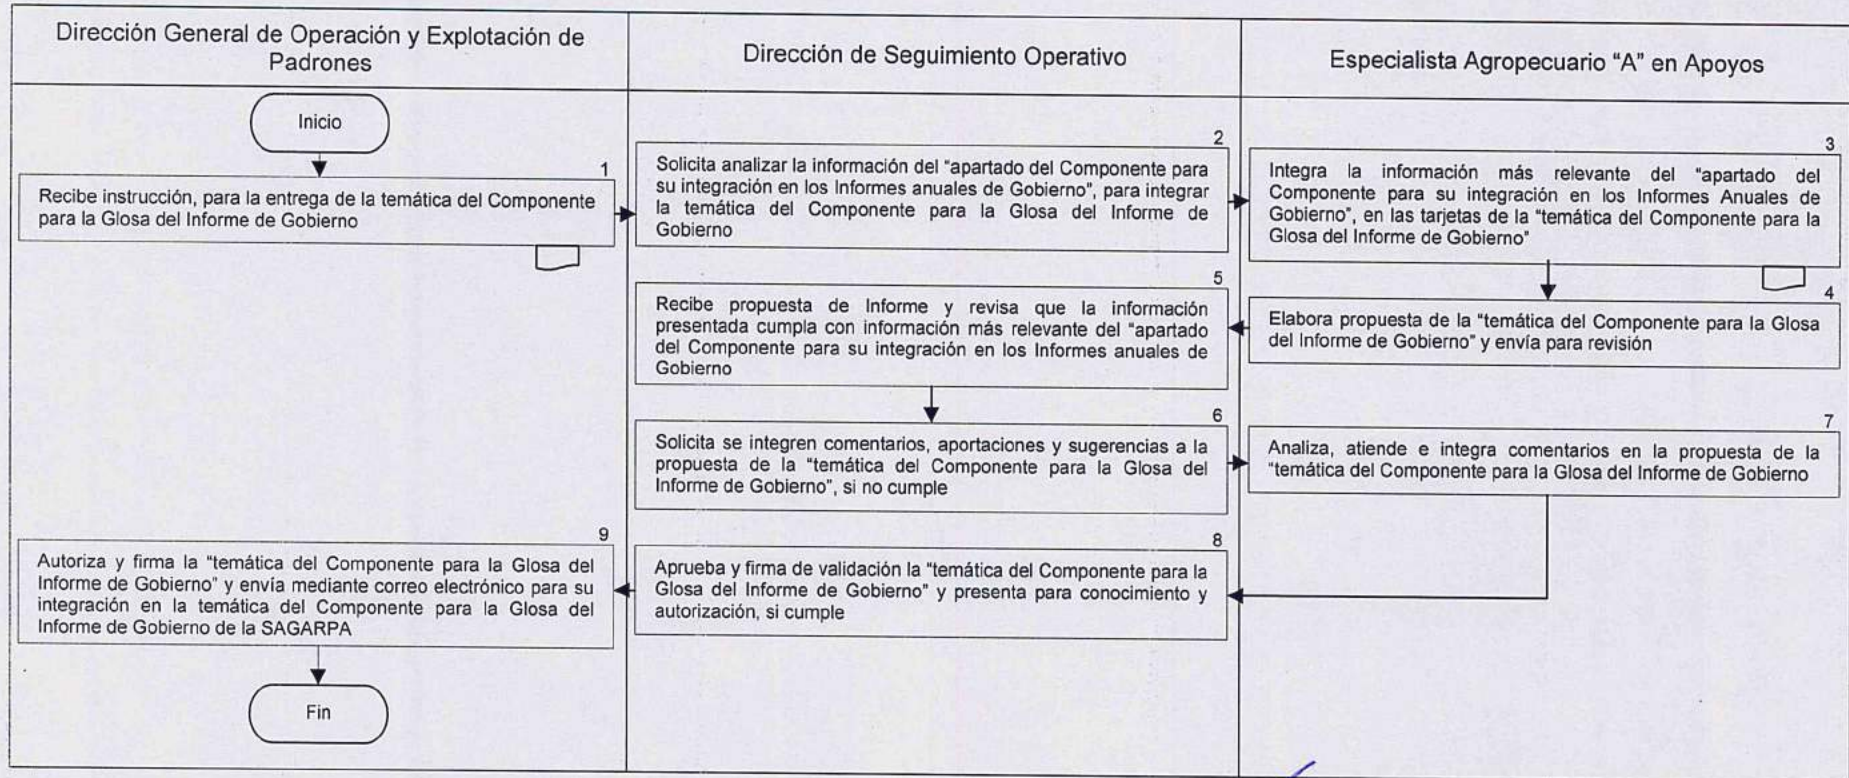 Dirección General de Operación y Explotación de
Padrones
Dirección de Seguimiento Operativo
Especialista Agropecuario “A” en Apoyos
Inicio
1
Recibe instrucción, para la entrega de la temática del Componente
para la Glosa del Informe de Gobierno
2
Solicita analizar la información del “apartado del Componente para
su integración en los Informes anuales de Gobierno”, para integrar
la temática del Componente para la Glosa del Informe de
Gobierno
3
Integra la información más relevante del “apartado del
Componente para su integración en los Informes Anuales de
Gobierno”, en las tarjetas de la “temática del Componente para la
Glosa del Informe de Gobierno”
4
Elabora propuesta de la “temática del Componente para la Glosa
del Informe de Gobierno” y envía para revisión
5
Recibe propuesta de Informe y revisa que la información
presentada cumpla con información más relevante del “apartado
del Componente para su integración en los Informes anuales de
Gobierno
6
Solicita se integren comentarios, aportaciones y sugerencias a la
propuesta de la “temática del Componente para la Glosa del
Informe de Gobierno”, si no cumple
7
Analiza, atiende e integra comentarios en la propuesta de la
“temática del Componente para la Glosa del Informe de Gobierno
8
Aprueba y firma de validación la “temática del Componente para la
Glosa del Informe de Gobierno” y presenta para conocimiento y
autorización, si cumple
9
Autoriza y firma la “temática del Componente para la Glosa del
Informe de Gobierno” y envía mediante correo electrónico para su
integración en la temática del Componente para la Glosa del
Informe de Gobierno de la SAGARPA
Fin